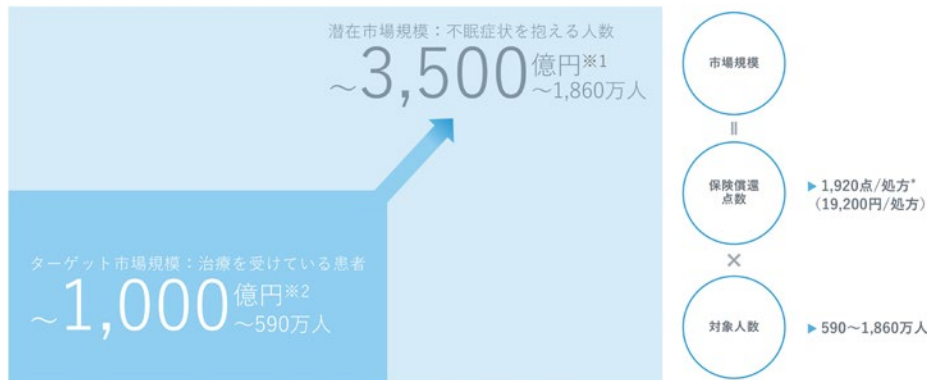 潜在市場規模：不眠症状を抱える人数
～3,500億円※1
～1,860万人
ターゲット市場規模：治療を受けている患者
～1,000億円※2
～590万人
市場規模
=
保険償還
点数
▶ 1,920点/処方*
（19,200円/処方）
×
対象人数
▶ 590～1,860万人